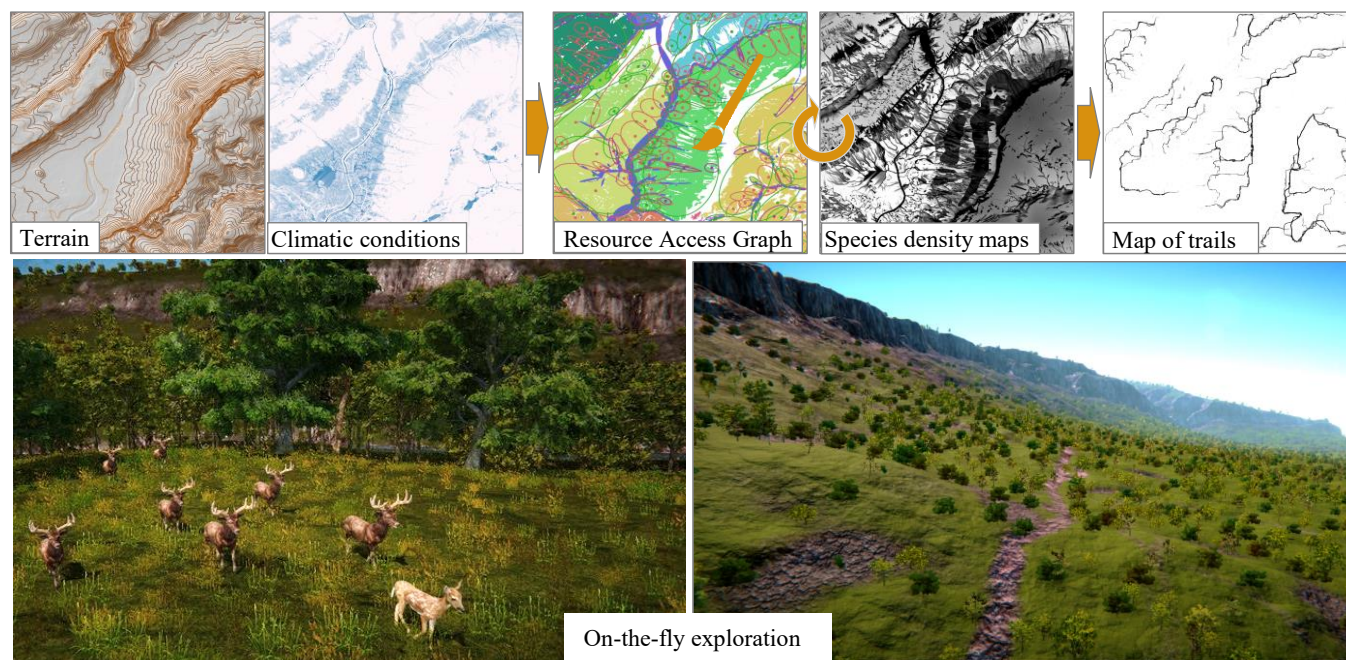 Terrain
Climatic conditions
Resource Access Graph
Species density maps
Map of trails
On-the-fly exploration